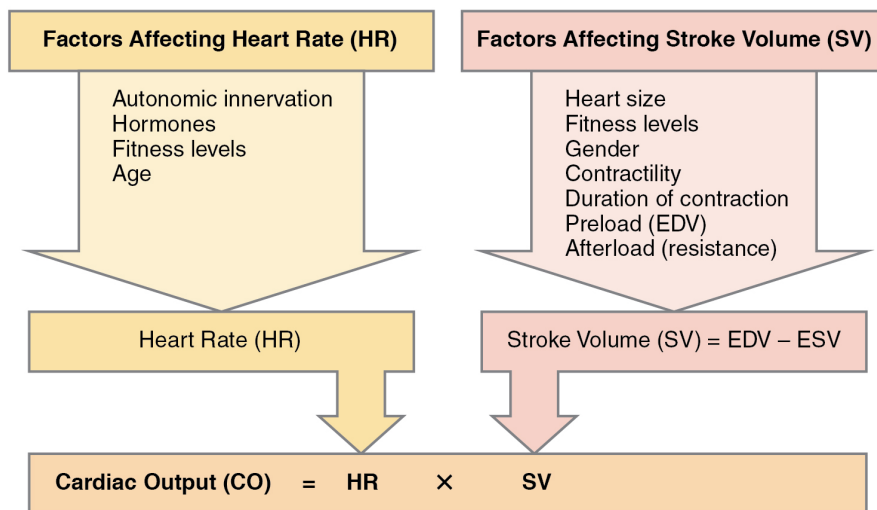 Factors Affecting Heart Rate (HR)
Autonomic innervation
Hormones
Fitness levels
Age
Heart Rate (HR)
Factors Affecting Stroke Volume (SV)
Heart size
Fitness levels
Gender
Contractility
Duration of contraction
Preload (EDV)
Afterload (resistance)
Stroke Volume (SV) = EDV – ESV
Cardiac Output (CO) = HR × SV